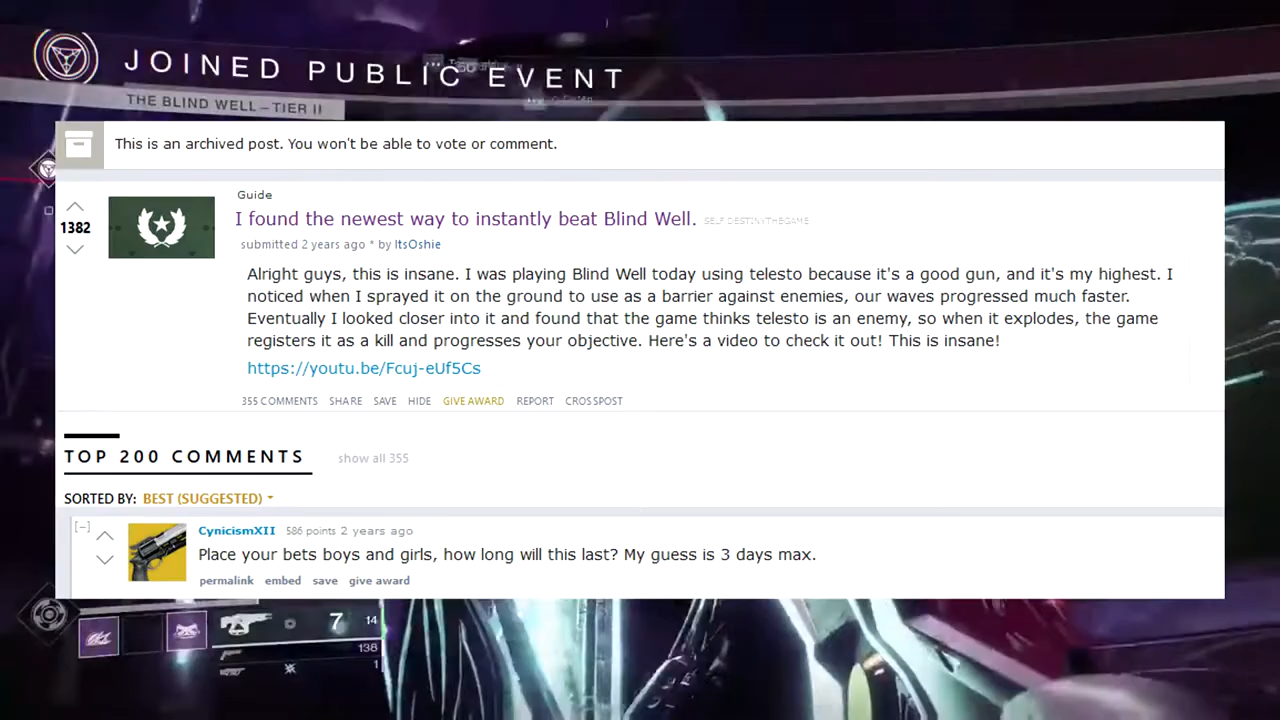 JOINED PUBLIC EVENT
THE BLIND WELL – TIER II
This is an archived post. You won't be able to vote or comment.
Guide
1382
I found the newest way to instantly beat Blind Well. SELF.DESTINYTHEGAME
submitted 2 years ago * by ItsOshie
Alright guys, this is insane. I was playing Blind Well today using telesto because it's a good gun, and it's my highest. I
noticed when I sprayed it on the ground to use as a barrier against enemies, our waves progressed much faster.
Eventually I looked closer into it and found that the game thinks telesto is an enemy, so when it explodes, the game
registers it as a kill and progresses your objective. Here's a video to check it out! This is insane!
https://youtu.be/Fcuj-eUf5Cs
355 COMMENTS SHARE SAVE HIDE GIVE AWARD REPORT CROSSPOST
TOP 200 COMMENTS show all 355
SORTED BY: BEST (SUGGESTED)
[–] CynicismXII 586 points 2 years ago
Place your bets boys and girls, how long will this last? My guess is 3 days max.
permalink embed save give award
7 14
138
1